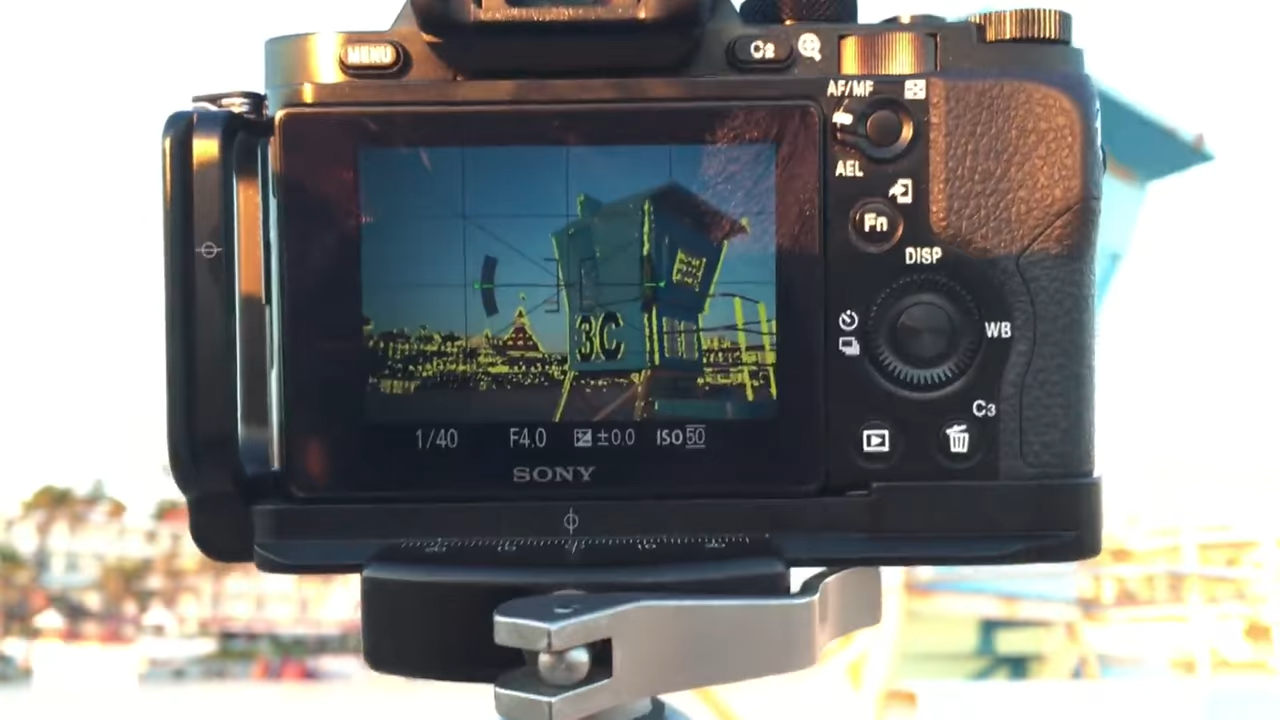 MENU
C2
AF/MF
AEL
Fn
DISP
WB
3C
C3
1/40 F4.0 ±0.0 ISO 50
SONY